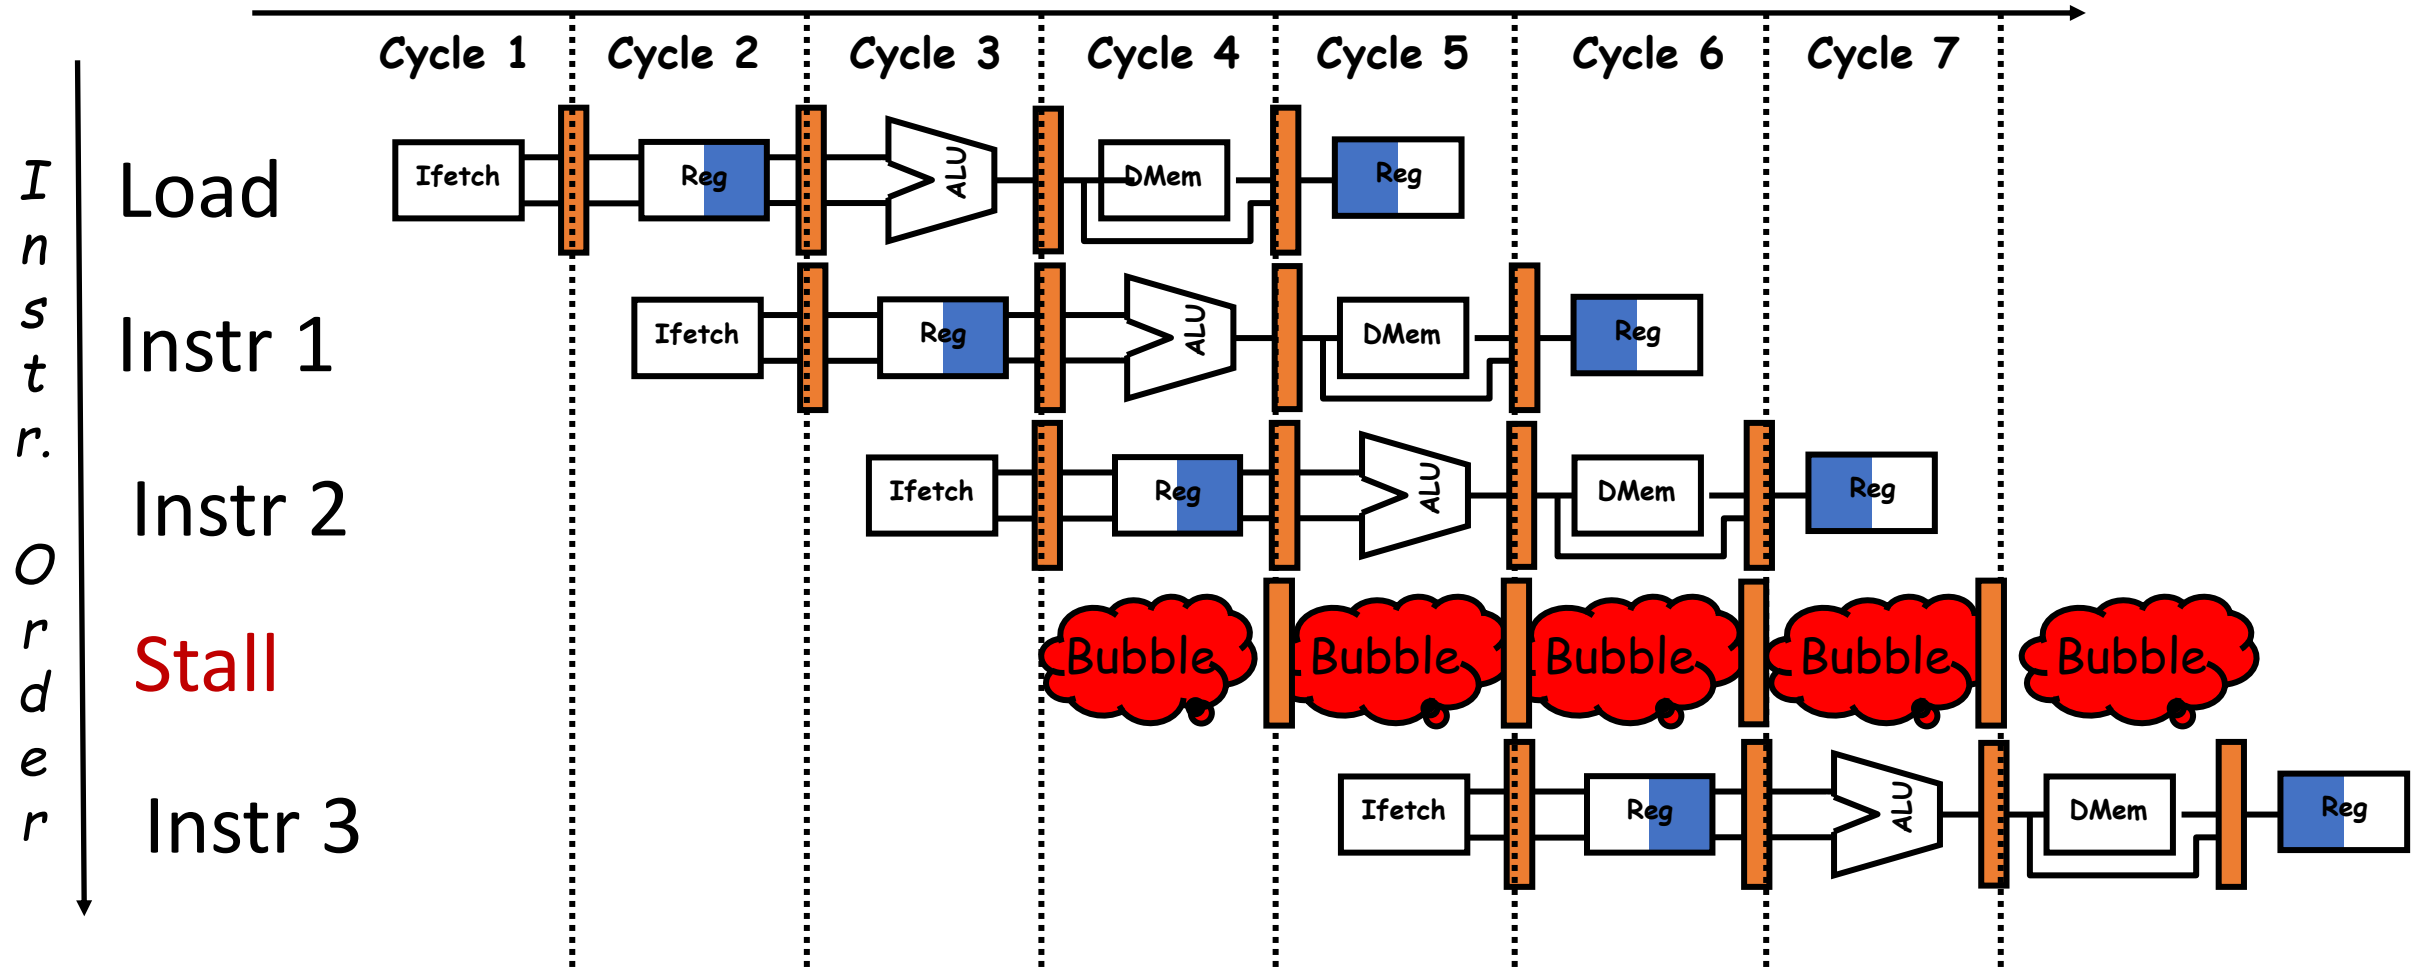 Cycle 1 Cycle 2 Cycle 3 Cycle 4 Cycle 5 Cycle 6 Cycle 7
Instr. Order
Load Ifetch Reg ALU DMem Reg
Instr 1 Ifetch Reg ALU DMem Reg
Instr 2 Ifetch Reg ALU DMem Reg
Stall Bubble Bubble Bubble Bubble Bubble
Instr 3 Ifetch Reg ALU DMem Reg